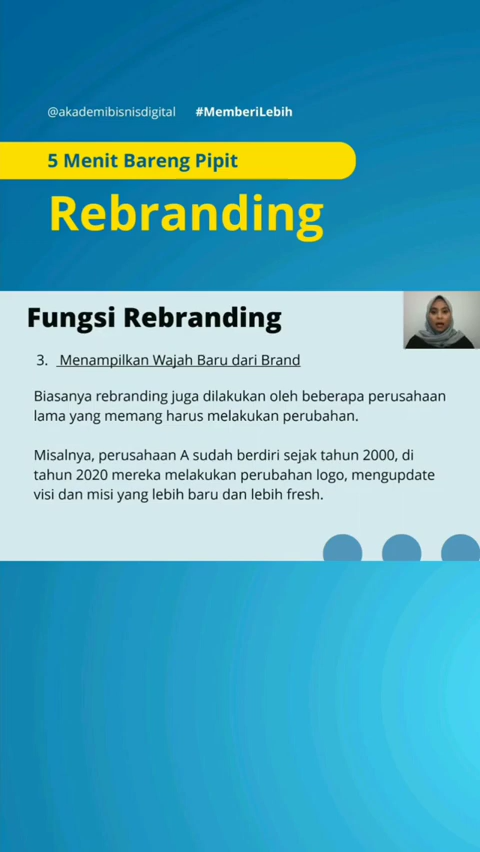 @akademibisnisdigital #MemberiLebih
5 Menit Bareng Pipit
Rebranding
Fungsi Rebranding
3. Menampilkan Wajah Baru dari Brand
Biasanya rebranding juga dilakukan oleh beberapa perusahaan
lama yang memang harus melakukan perubahan.
Misalnya, perusahaan A sudah berdiri sejak tahun 2000, di
tahun 2020 mereka melakukan perubahan logo, mengupdate
visi dan misi yang lebih baru dan lebih fresh.